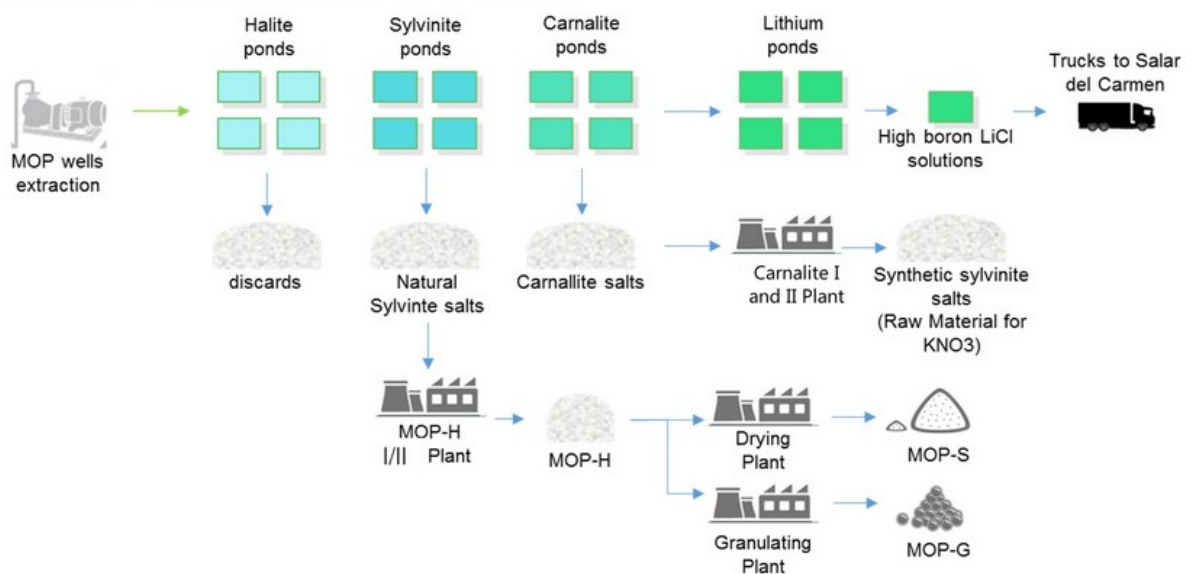 Halite
ponds
Sylvinite
ponds
Carnalite
ponds
Lithium
ponds
Trucks to Salar
del Carmen
MOP wells
extraction
High boron LiCl
solutions
discards
Natural
Sylvinte salts
Carnallite salts
Carnalite I
and II Plant
Synthetic sylvinite
salts
(Raw Material for
KNO3)
MOP-H
I/II Plant
MOP-H
Drying
Plant
MOP-S
Granulating
Plant
MOP-G